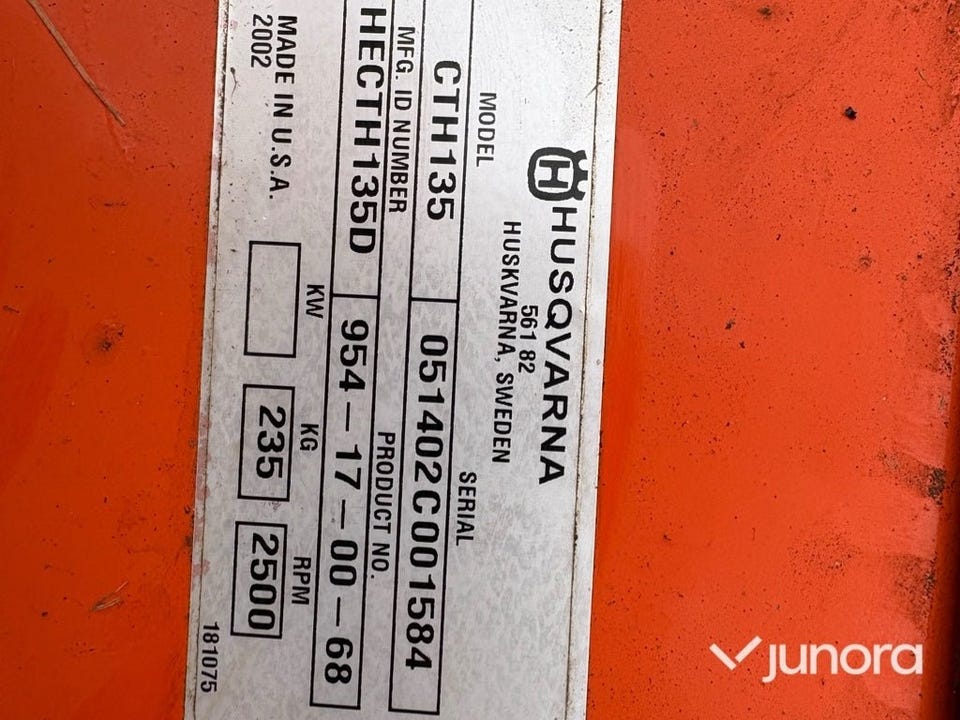 HUSQVARNA
561 82
HUSKVARNA, SWEDEN
MODEL SERIAL
CTH135 051402C001584
MFG. ID NUMBER PRODUCT NO.
HECTH135D 954-17-00-68
MADE IN U.S.A. KW KG RPM
2002 235 2500
181075
junora